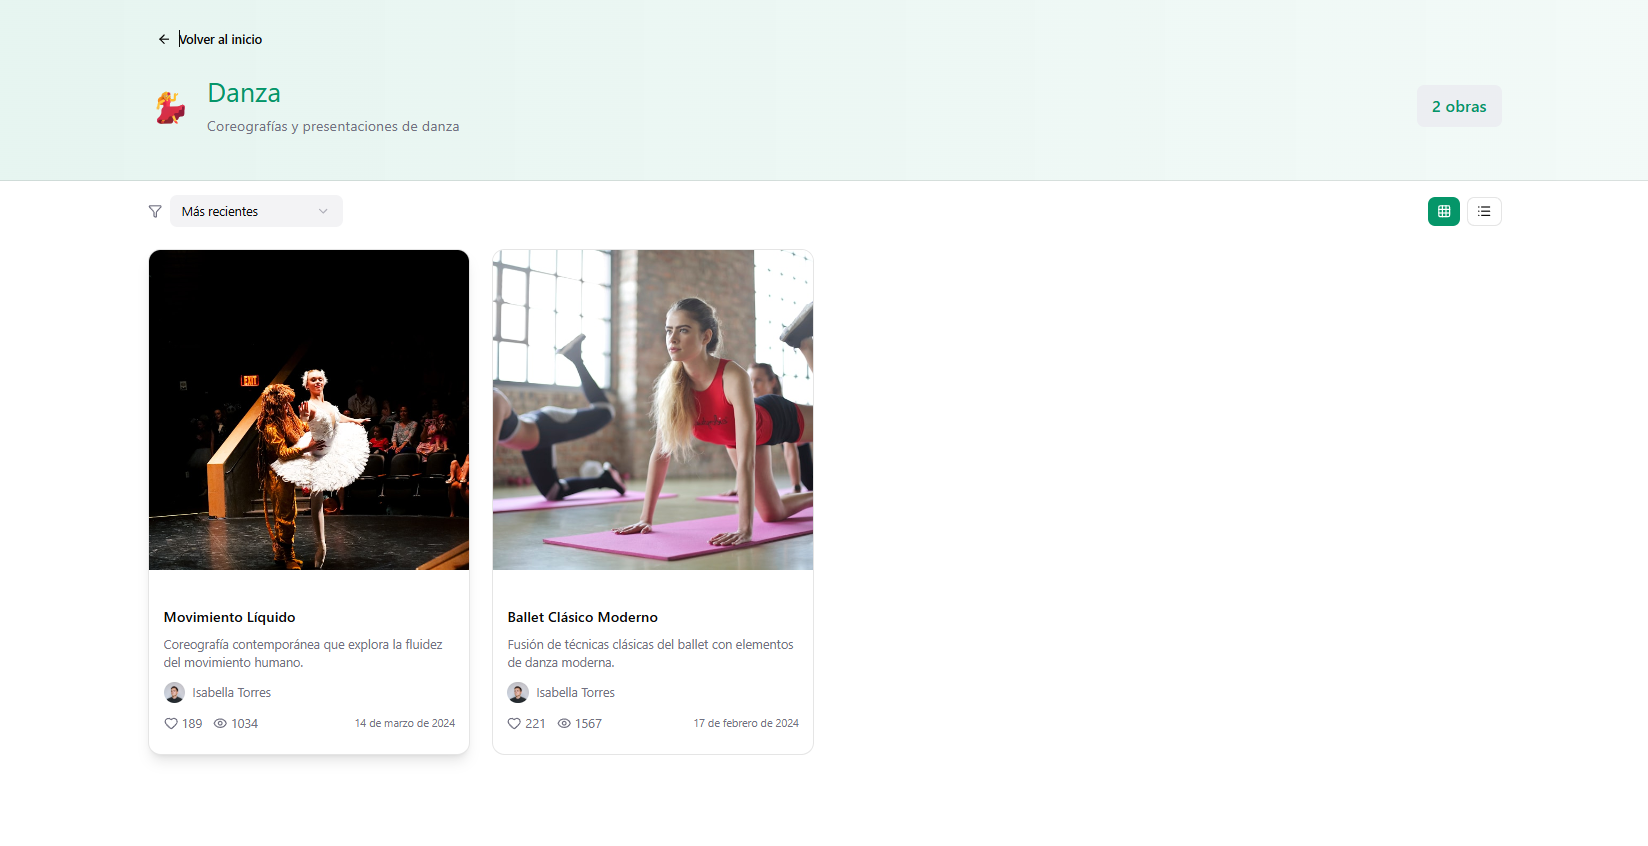 Volver al inicio
Danza
Coreografías y presentaciones de danza
2 obras
Más recientes
EXIT
Movimiento Líquido
Coreografía contemporánea que explora la fluidez
del movimiento humano.
Isabella Torres
189 1034 14 de marzo de 2024
Ballet Clásico Moderno
Fusión de técnicas clásicas del ballet con elementos
de danza moderna.
Isabella Torres
221 1567 17 de febrero de 2024